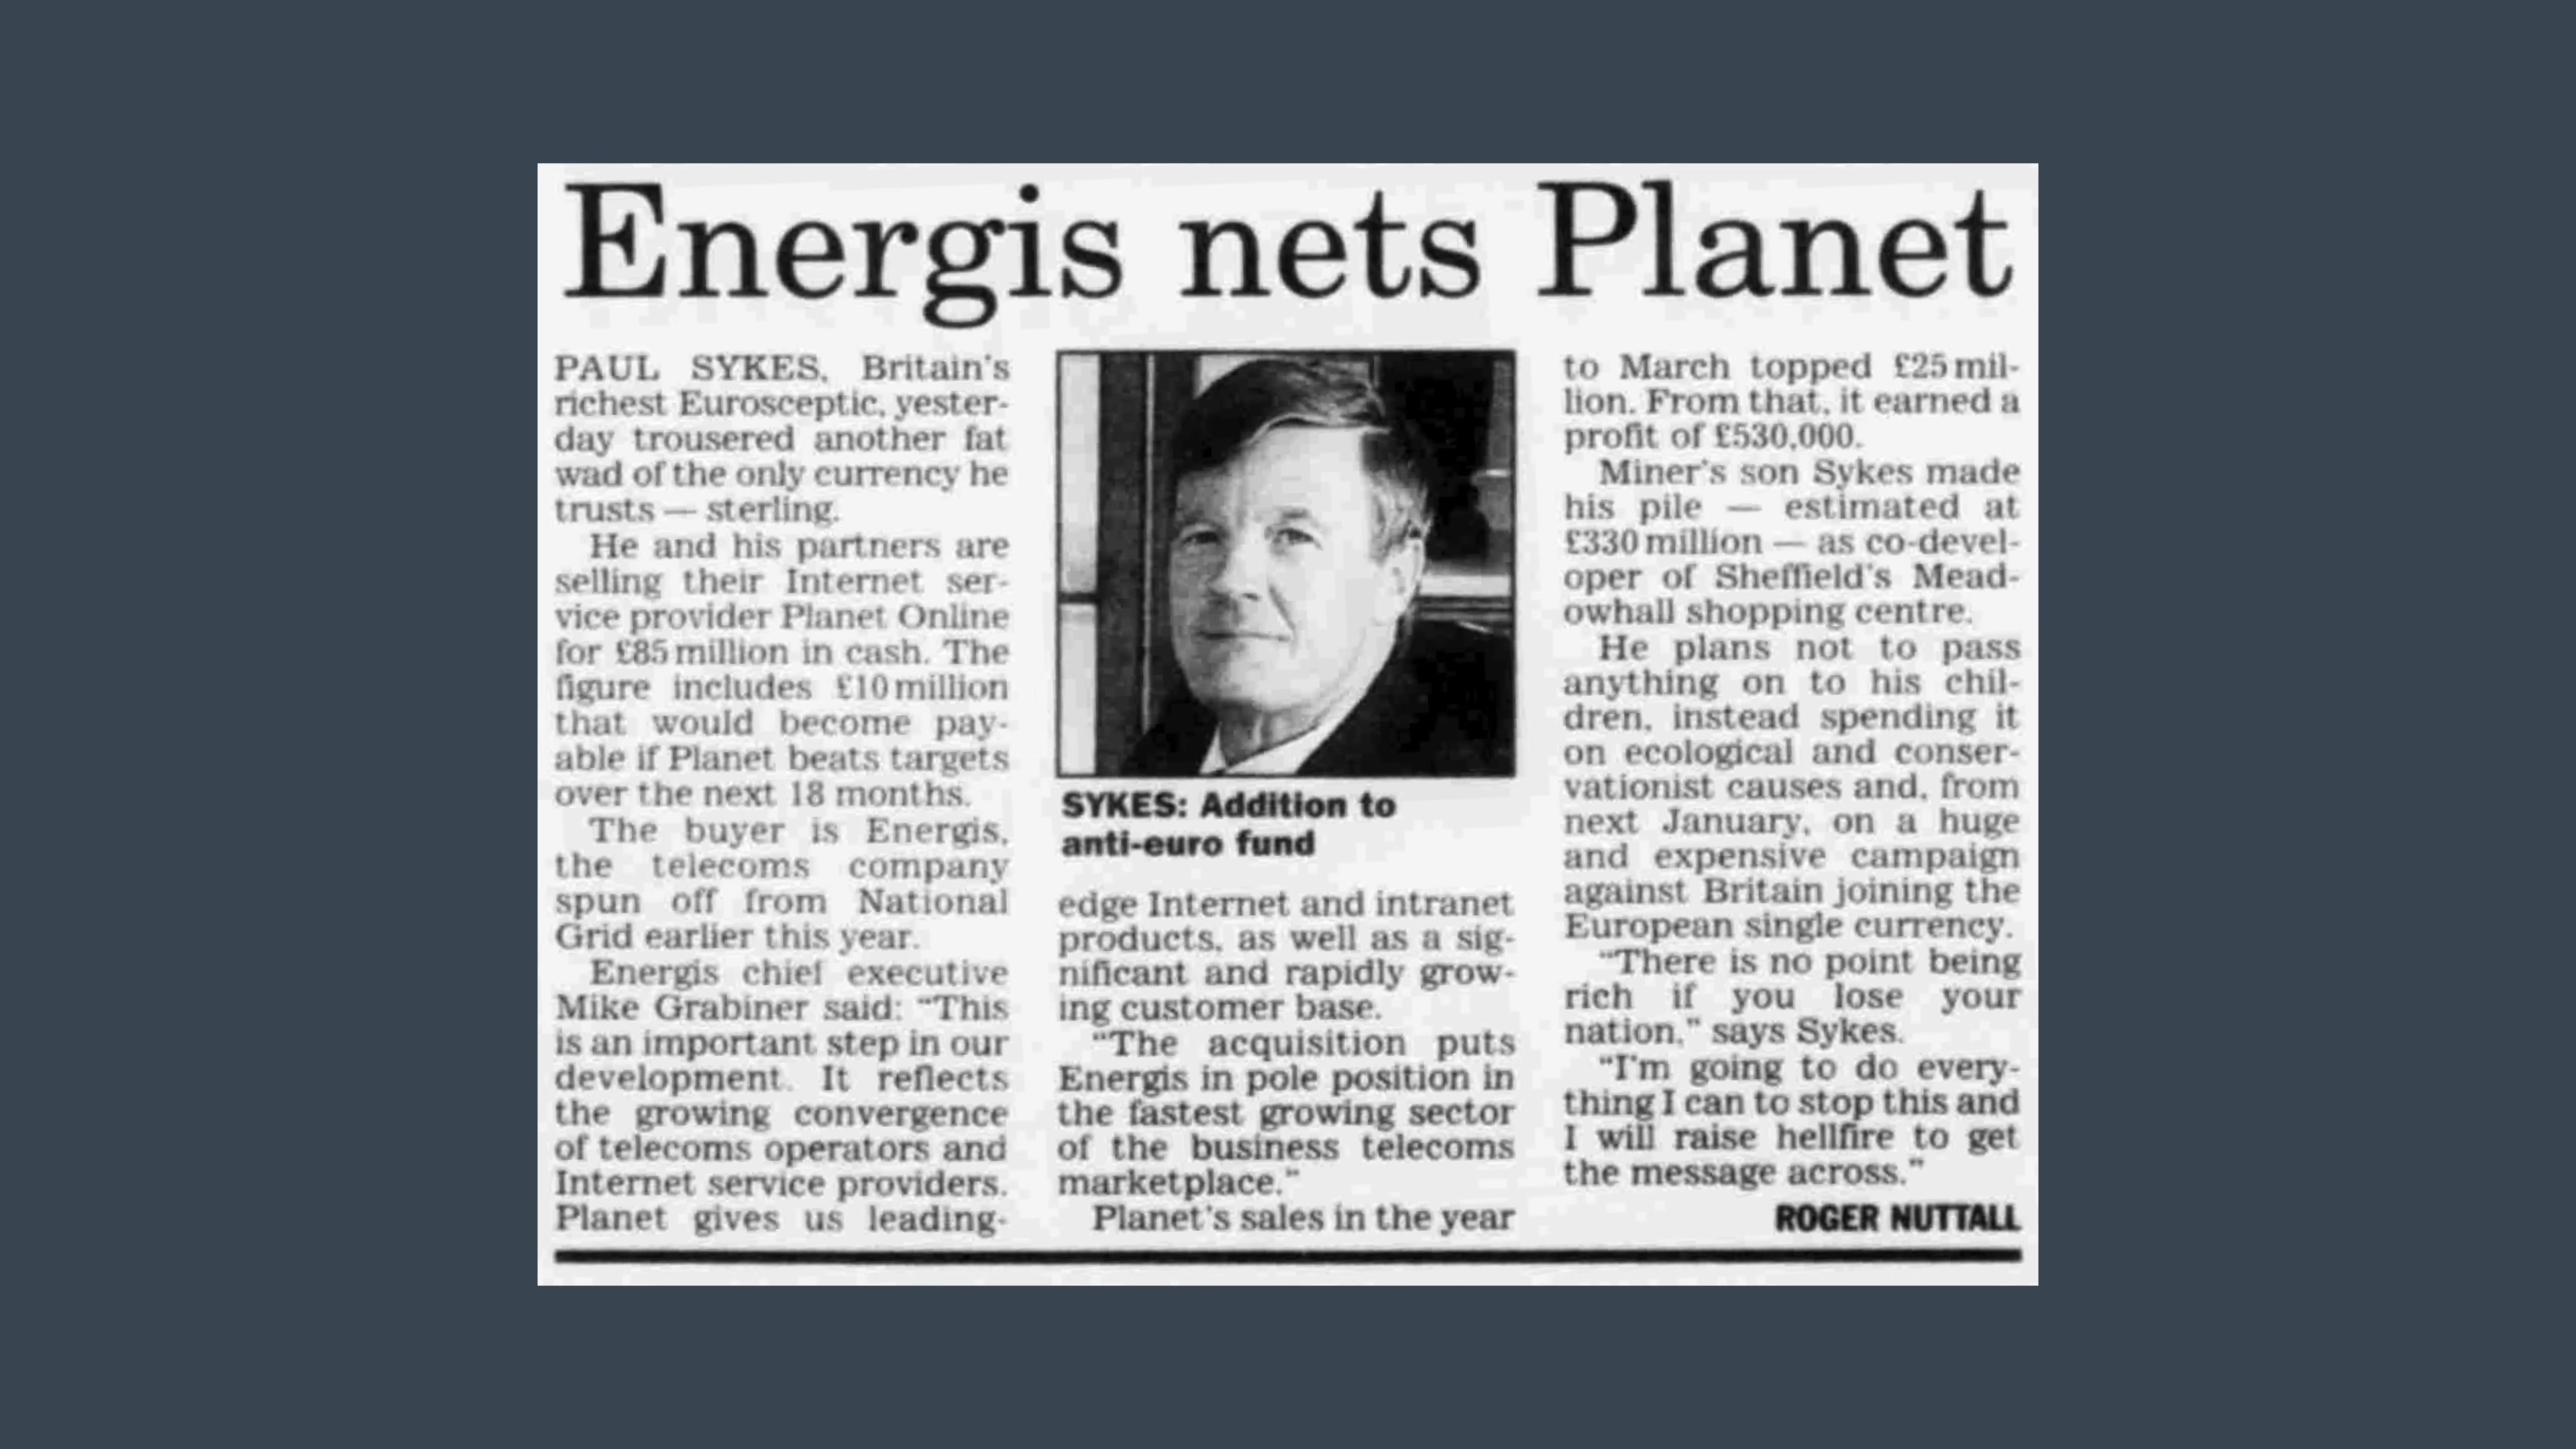 Energis nets Planet
PAUL SYKES, Britain's
richest Eurosceptic, yester-
day trousered another fat
wad of the only currency he
trusts — sterling.
He and his partners are
selling their Internet ser-
vice provider Planet Online
for £85 million in cash. The
figure includes £10 million
that would become pay-
able if Planet beats targets
over the next 18 months.
The buyer is Energis,
the telecoms company
spun off from National
Grid earlier this year.
Energis chief executive
Mike Grabiner said: "This
is an important step in our
development. It reflects
the growing convergence
of telecoms operators and
Internet service providers.
Planet gives us leading-
SYKES: Addition to
anti-euro fund
edge Internet and intranet
products, as well as a sig-
nificant and rapidly grow-
ing customer base.
"The acquisition puts
Energis in pole position in
the fastest growing sector
of the business telecoms
marketplace."
Planet's sales in the year
to March topped £25 mil-
lion. From that, it earned a
profit of £530,000.
Miner's son Sykes made
his pile — estimated at
£330 million — as co-devel-
oper of Sheffield's Mead-
owhall shopping centre.
He plans not to pass
anything on to his chil-
dren, instead spending it
on ecological and conser-
vationist causes and, from
next January, on a huge
and expensive campaign
against Britain joining the
European single currency.
"There is no point being
rich if you lose your
nation," says Sykes.
"I'm going to do every-
thing I can to stop this and
I will raise hellfire to get
the message across."
ROGER NUTTALL